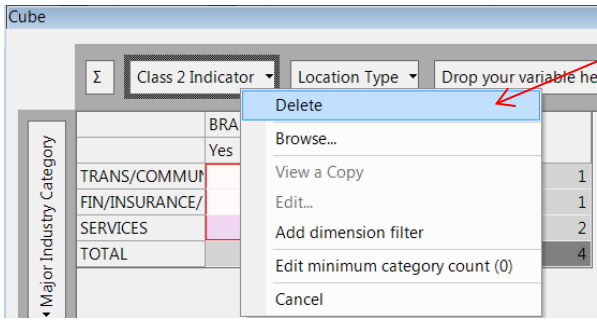 Cube
Σ Class 2 Indicator Location Type Drop your variable he
Delete
BRA
Browse...
Yes
View a Copy
TRANS/COMMUN 1
Edit...
FIN/INSURANCE/ 1
SERVICES 2
Add dimension filter
TOTAL 4
Edit minimum category count (0)
Cancel
Major Industry Category